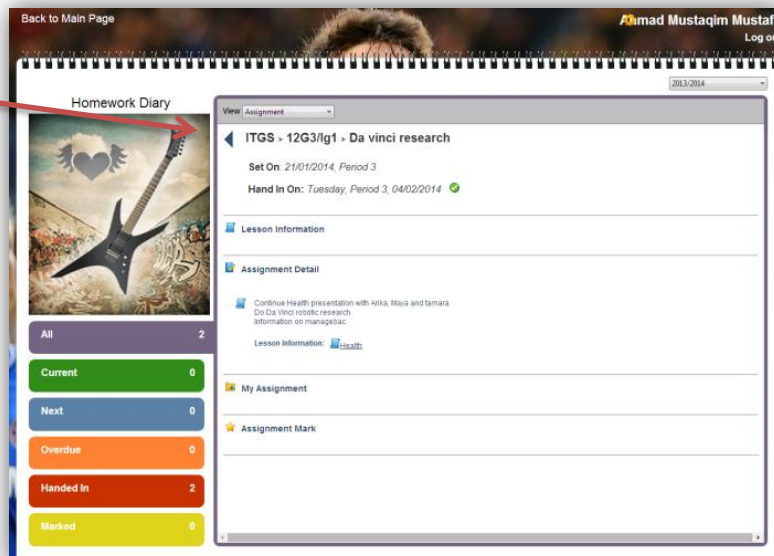 Back to Main Page
Ahmad Mustaqim Mustaf
Log ou
2013/2014
Homework Diary
View Assignment
ITGS > 12G3/Ig1 > Da vinci research
Set On: 21/01/2014, Period 3
Hand In On: Tuesday, Period 3, 04/02/2014
Lesson Information
Assignment Detail
Continue Health presentation with Arika, Maya and tamara
Do Da Vinci robotic research
Information on managebac
Lesson Information: Health
My Assignment
Assignment Mark
All 2
Current 0
Next 0
Overdue 0
Handed In 2
Marked 0